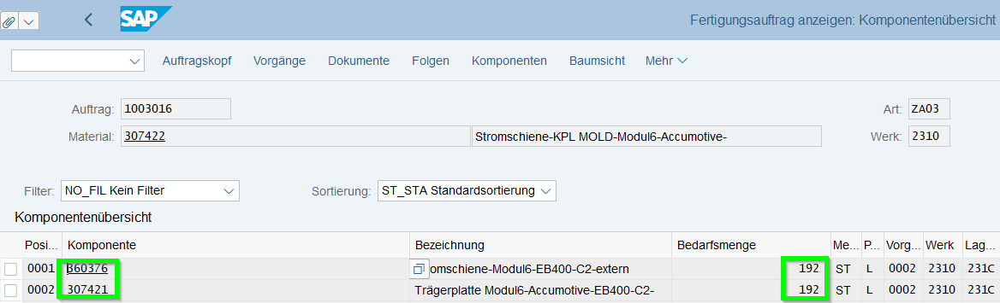 SAP
Fertigungsauftrag anzeigen: Komponentenübersicht
Auftragskopf Vorgänge Dokumente Folgen Komponenten Baumsicht Mehr
Auftrag: 1003016 Art: ZA03
Material: 307422 Stromschiene-KPL MOLD-Modul6-Accumotive- Werk: 2310
Filter: NO_FIL Kein Filter Sortierung: ST_STA Standardsortierung
Komponentenübersicht
Posi... Komponente Bezeichnung Bedarfsmenge Me... P... Vorg... Werk Lag...
0001 B60376 omschiene-Modul6-EB400-C2-extern 192 ST L 0002 2310 231C
0002 307421 Trägerplatte Modul6-Accumotive-EB400-C2- 192 ST L 0002 2310 231C